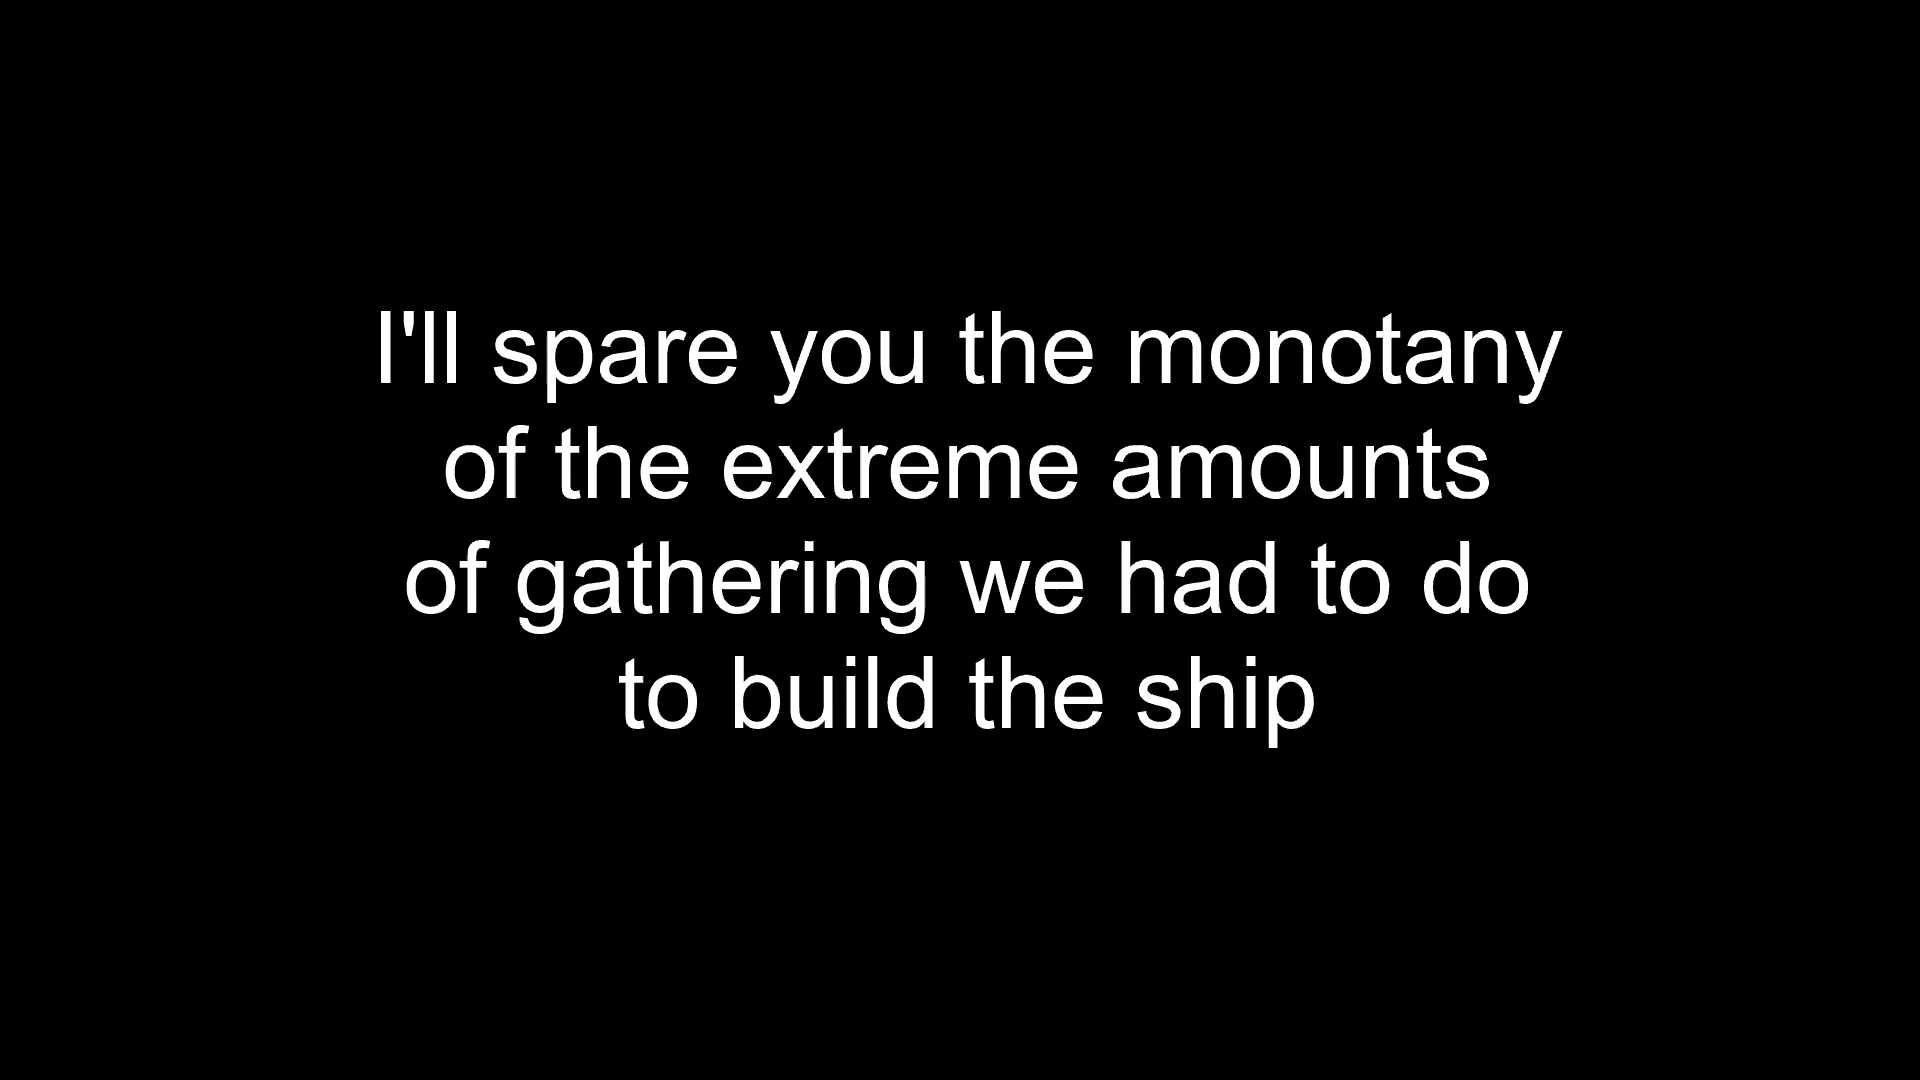 I'll spare you the monotany
of the extreme amounts
of gathering we had to do
to build the ship